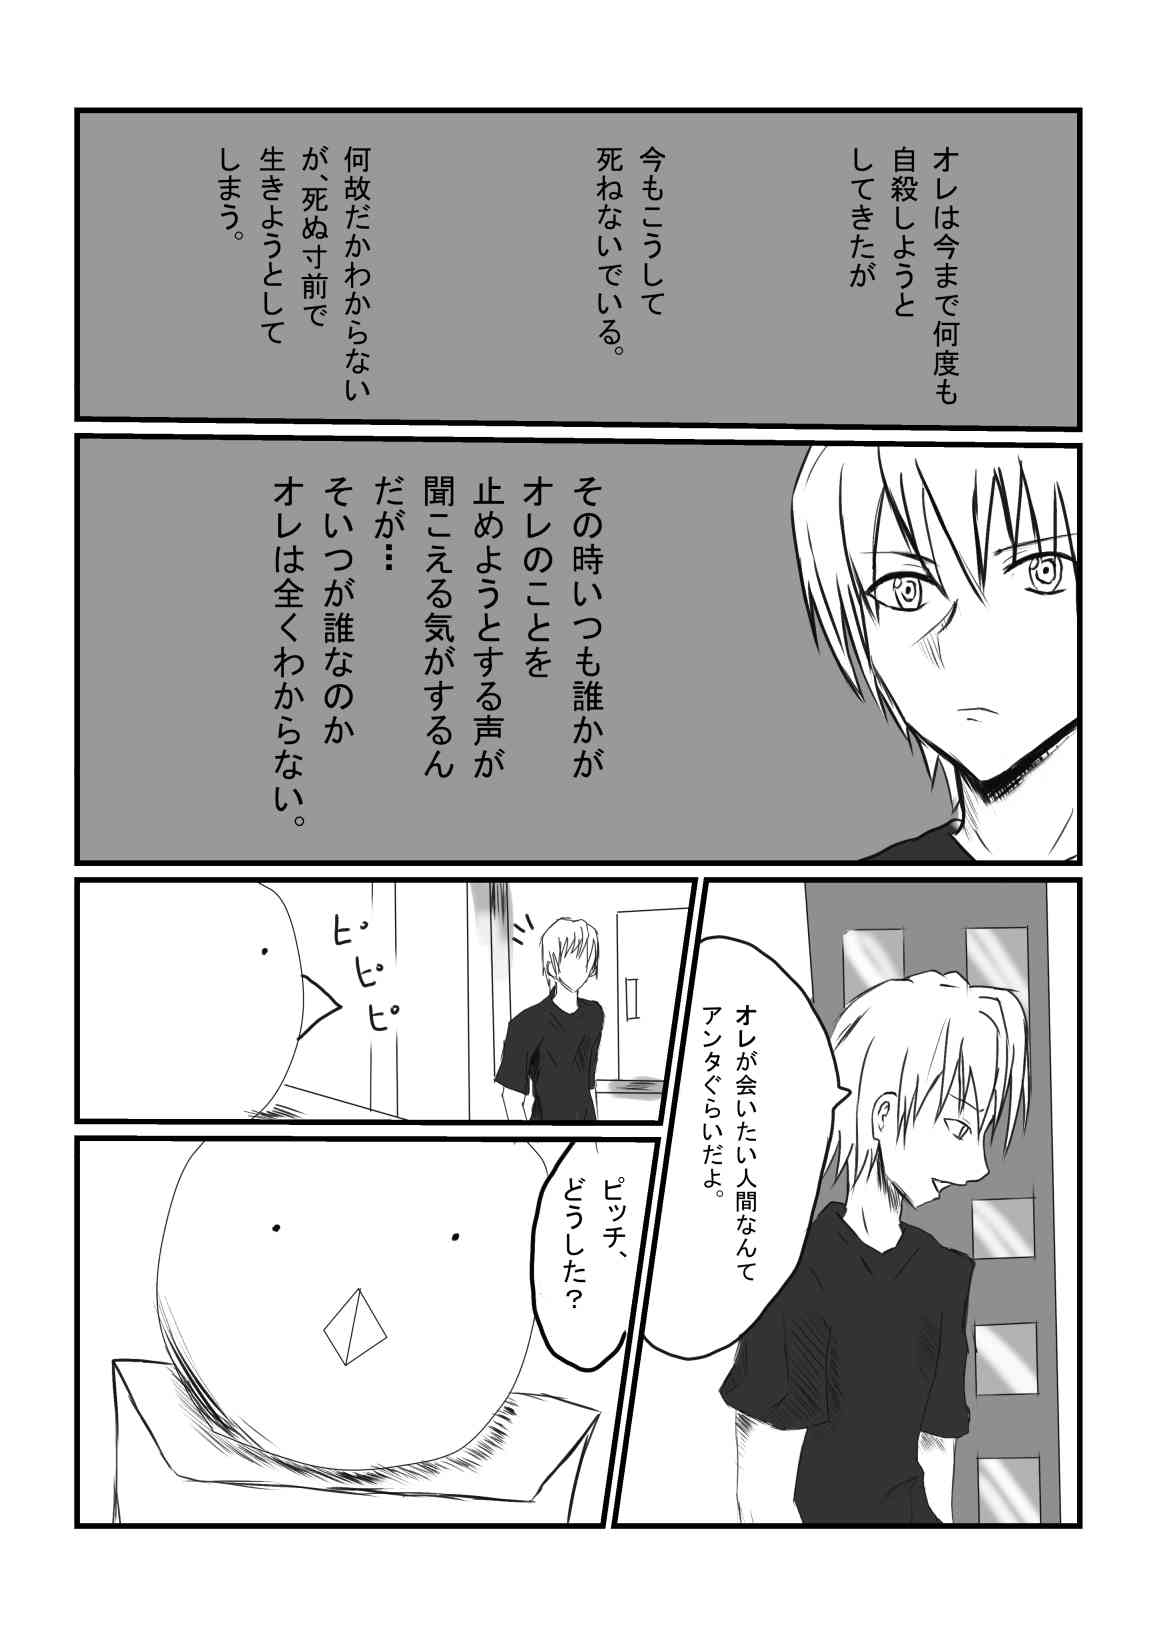 オレは今まで何度も
自殺しようと
してきたが
今もこうして
死ねないでいる。
何故だかわからない
が、死ぬ寸前で
生きようとして
しまう。
その時いつも誰かが
オレのことを
止めようとする声が
聞こえる気がするん
だが…
そいつが誰なのか
オレは全くわからない。
オレが会いたい人間なんて
アンタぐらいだよ。
ピ
ピ
ピ
ピッチ、
どうした?